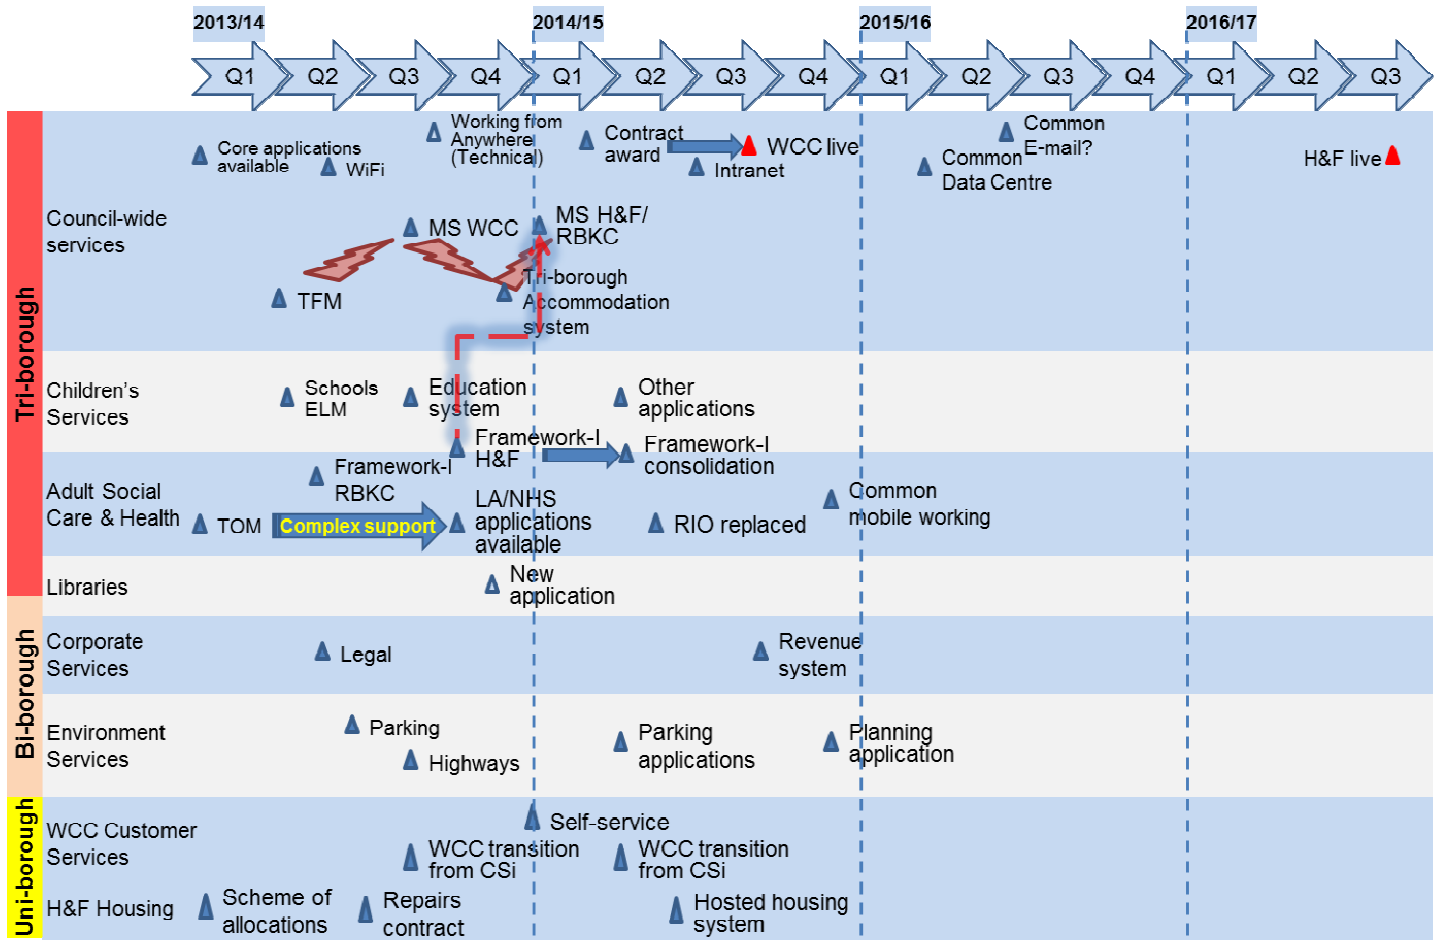 2013/14
2014/15
2015/16
2016/17
Q1
Q2
Q3
Q4
Q1
Q2
Q3
Q4
Q1
Q2
Q3
Q4
Q1
Q2
Q3
Tri-borough
Council-wide
services
Core applications
available
WiFi
Working from
Anywhere
(Technical)
Contract
award
WCC live
Intranet
Common
E-mail?
Common
Data Centre
H&F live
MS WCC
MS H&F/
RBKC
TFM
Tri-borough
Accommodation
system
Children's
Services
Schools
ELM
Education
system
Other
applications
Adult Social
Care & Health
Framework-I
H&F
Framework-I
consolidation
Framework-I
RBKC
TOM
Complex support
LA/NHS
applications
available
RIO replaced
Common
mobile working
Libraries
New
application
Bi-borough
Corporate
Services
Legal
Revenue
system
Environment
Services
Parking
Highways
Parking
applications
Planning
application
Uni-borough
WCC Customer
Services
Self-service
WCC transition
from CSi
WCC transition
from CSi
H&F Housing
Scheme of
allocations
Repairs
contract
Hosted housing
system